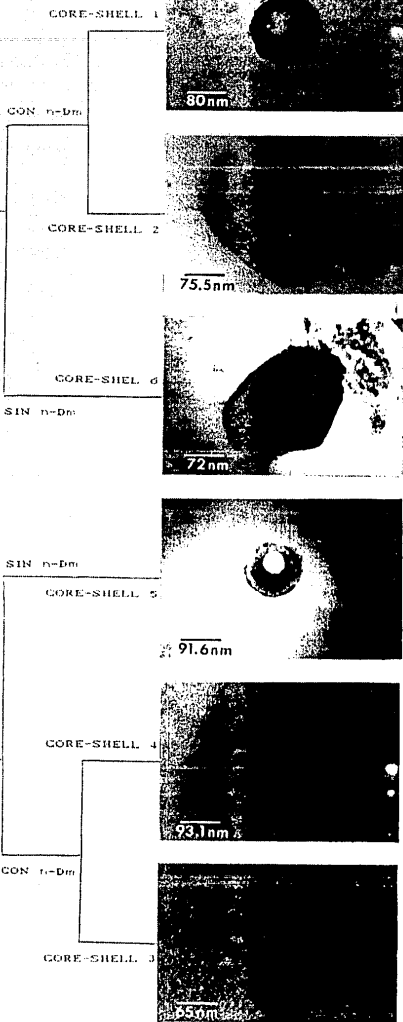 CORE-SHELL 1
80nm
CON n-Dm
CORE-SHELL 2
75.5nm
CORE-SHEL 6
SIN n-Dm
72nm
SIN n-Dm
CORE-SHELL 5
91.6nm
CORE-SHELL 4
93.1nm
CON n-Dm
CORE-SHELL 3
65nm